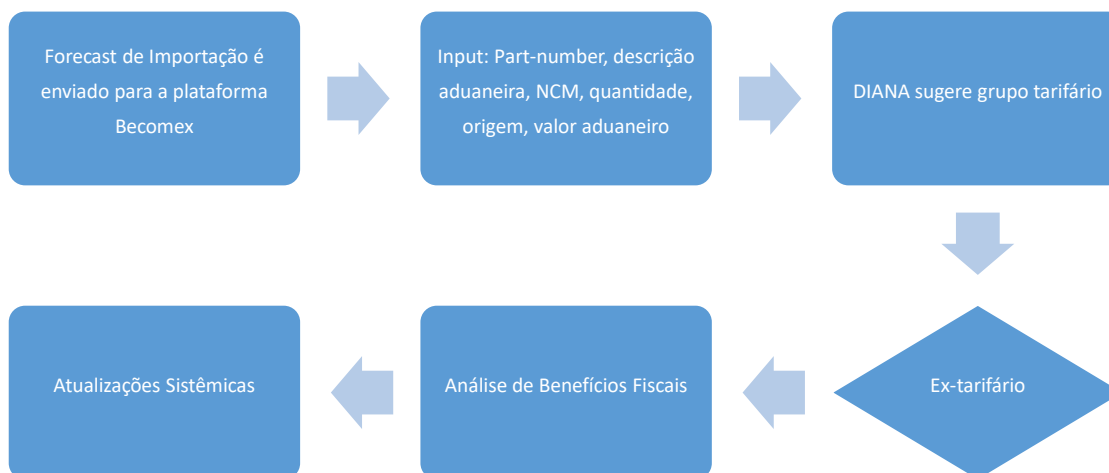 Forecast de Importação é
enviado para a plataforma
Becomex
Input: Part-number, descrição
aduaneira, NCM, quantidade,
origem, valor aduaneiro
DIANA sugere grupo tarifário
Ex-tarifário
Análise de Benefícios Fiscais
Atualizações Sistêmicas